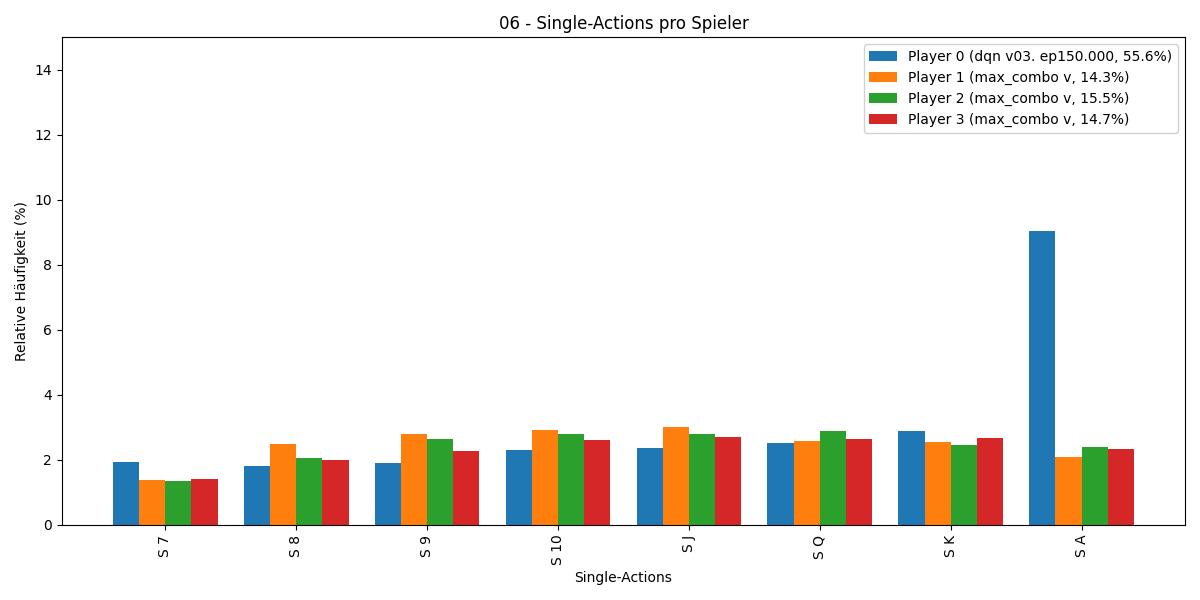 06 - Single-Actions pro Spieler
Player 0 (dqn v03. ep150.000, 55.6%)
Player 1 (max_combo v, 14.3%)
Player 2 (max_combo v, 15.5%)
Player 3 (max_combo v, 14.7%)
Relative Häufigkeit (%)
14
12
10
8
6
4
2
0
S 7
S 8
S 9
S 10
S J
S Q
S K
S A
Single-Actions